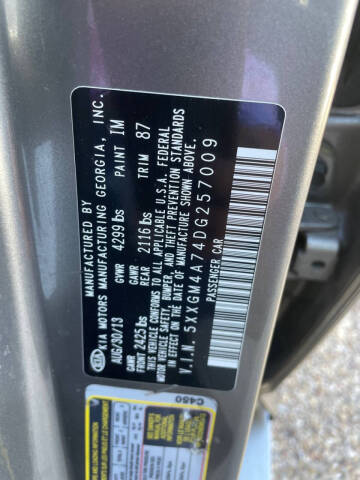 MANUFACTURED BY
KIA MOTORS MANUFACTURING GEORGIA, INC.
AUG/30/13 GVWR 4299 lbs PAINT IM
GAWR FRONT 2425 lbs GAWR REAR 2116 lbs TRIM 87
THIS VEHICLE CONFORMS TO ALL APPLICABLE U.S.A. FEDERAL
MOTOR VEHICLE SAFETY, BUMPER, AND THEFT PREVENTION STANDARDS
IN EFFECT ON THE DATE OF MANUFACTURE SHOWN ABOVE.
V.I.N. 5XXGM4A74DG257009
PASSENGER CAR
C450